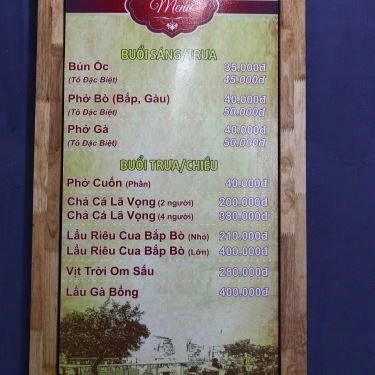 Menu
BUỔI SÁNG/TRƯA
Bún Ốc 35.000đ
(Tô Đặc Biệt) 45.000đ
Phở Bò (Bắp, Gàu) 40.000đ
(Tô Đặc Biệt) 50.000đ
Phở Gà 40.000đ
(Tô Đặc Biệt) 50.000đ
BUỔI TRƯA/CHIỀU
Phở Cuốn (Phần) 40.000đ
Chả Cá Lã Vọng (2 người) 200.000đ
Chả Cá Lã Vọng (4 người) 380.000đ
Lẩu Riêu Cua Bắp Bò (Nhỏ) 210.000đ
Lẩu Riêu Cua Bắp Bò (Lớn) 400.000đ
Vịt Trời Om Sấu 280.000đ
Lẩu Gà Bổng 400.000đ